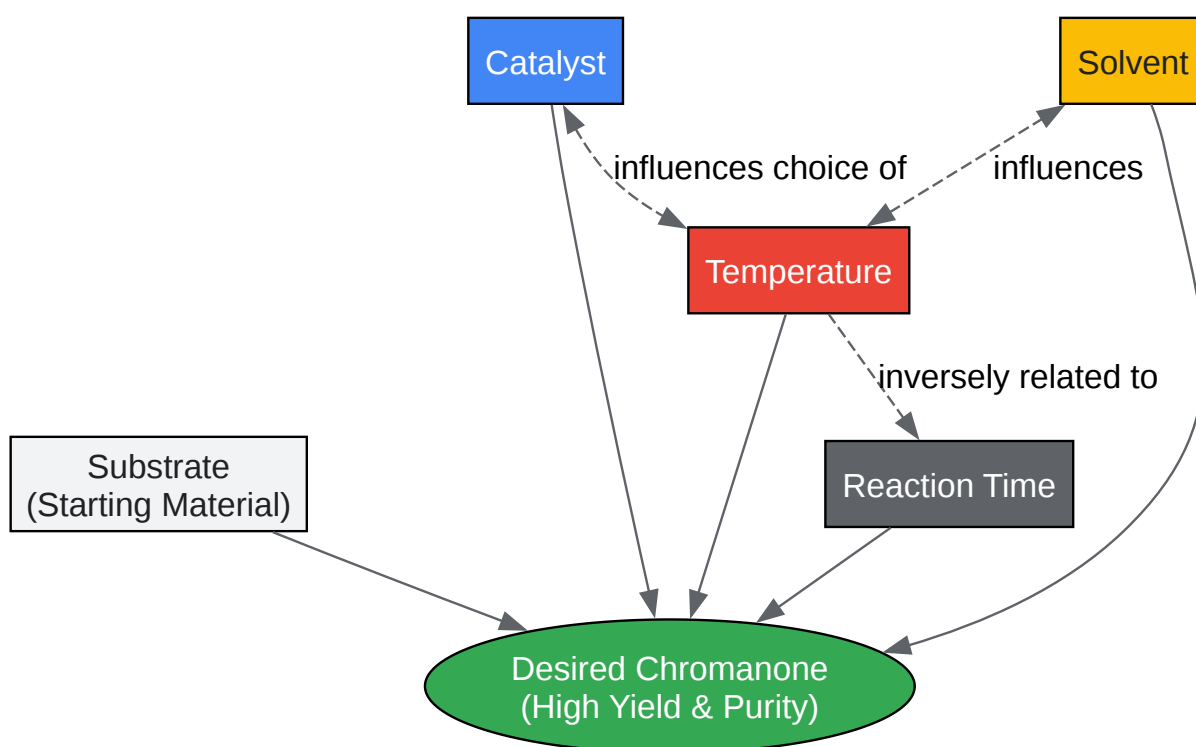 Catalyst
Solvent
influences choice of
influences
Temperature
inversely related to
Substrate
(Starting Material)
Reaction Time
Desired Chromanone
(High Yield & Purity)